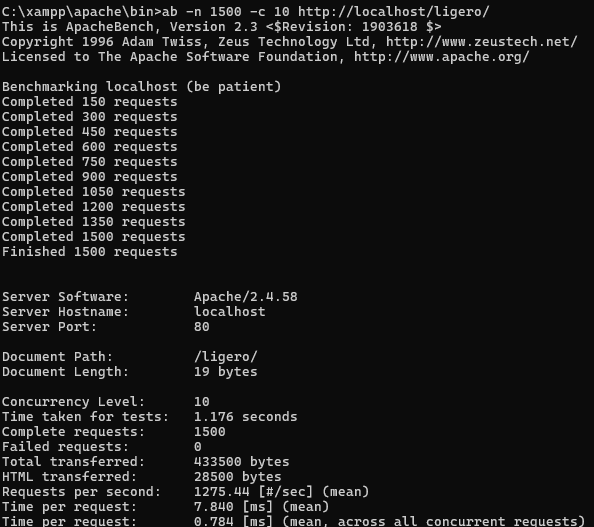 C:\xampp\apache\bin>ab -n 1500 -c 10 http://localhost/ligero/
This is ApacheBench, Version 2.3 <$Revision: 1903618 $>
Copyright 1996 Adam Twiss, Zeus Technology Ltd, http://www.zeustech.net/
Licensed to The Apache Software Foundation, http://www.apache.org/

Benchmarking localhost (be patient)
Completed 150 requests
Completed 300 requests
Completed 450 requests
Completed 600 requests
Completed 750 requests
Completed 900 requests
Completed 1050 requests
Completed 1200 requests
Completed 1350 requests
Completed 1500 requests
Finished 1500 requests

Server Software:        Apache/2.4.58
Server Hostname:        localhost
Server Port:            80

Document Path:          /ligero/
Document Length:        19 bytes

Concurrency Level:      10
Time taken for tests:   1.176 seconds
Complete requests:      1500
Failed requests:        0
Total transferred:      433500 bytes
HTML transferred:       28500 bytes
Requests per second:    1275.44 [#/sec] (mean)
Time per request:       7.840 [ms] (mean)
Time per request:       0.784 [ms] (mean, across all concurrent requests)